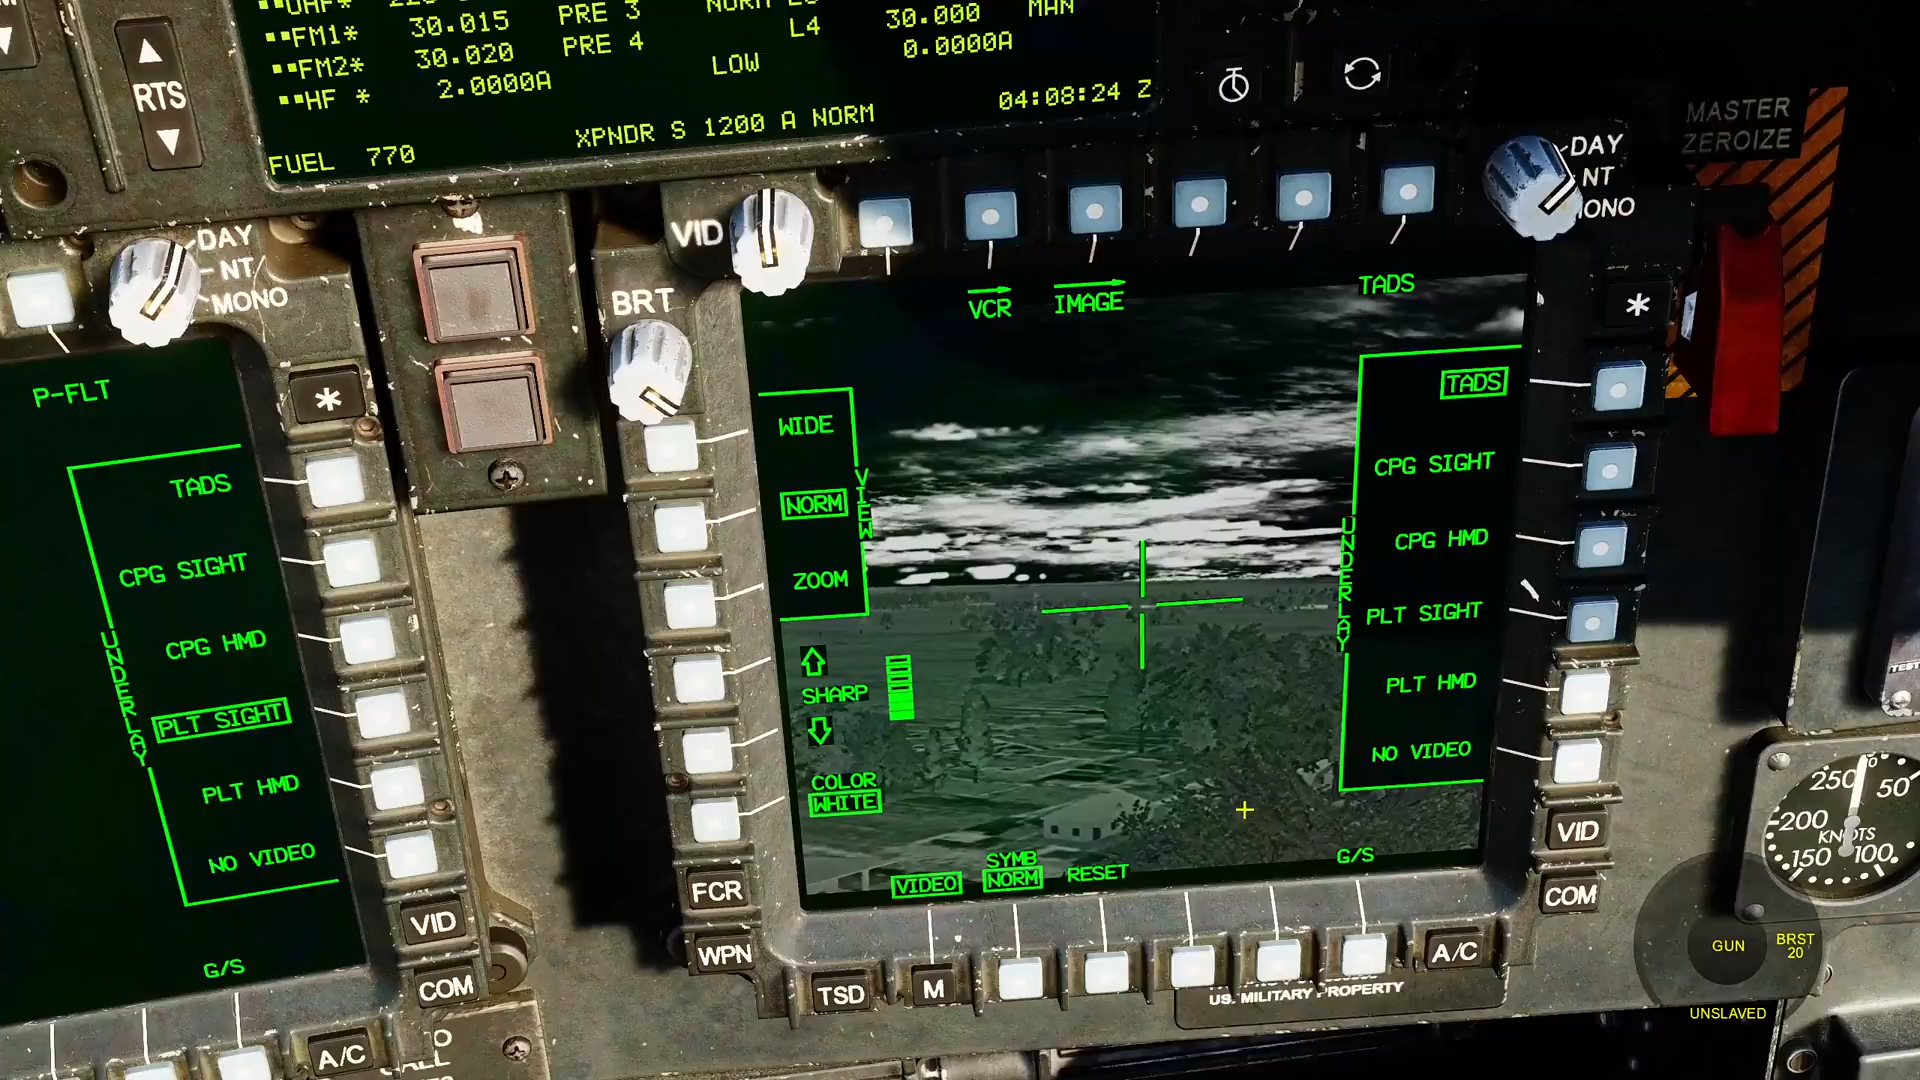 FM1* 30.015 PRE 3 L4 30.000 MAN
FM2* 30.020 PRE 4 0.0000A
HF * 2.0000A LOW
XPNDR S 1200 A NORM 04:08:24 Z
FUEL 770
RTS
DAY
NT
MONO
VID
BRT
DAY
NT
MASTER
ZEROIZE
*
*
P-FLT
TADS
CPG SIGHT
CPG HMD
PLT SIGHT
PLT HMD
NO VIDEO
UNDERLAY
G/S
VID
COM
A/C
VCR
IMAGE
TADS
WIDE
NORM
ZOOM
VIEW
SHARP
COLOR
WHITE
TADS
CPG SIGHT
CPG HMD
PLT SIGHT
PLT HMD
NO VIDEO
UNDERLAY
VIDEO
SYMB
NORM
RESET
G/S
FCR
WPN
TSD
M
A/C
VID
COM
US. MILITARY PROPERTY
250
50
200
KNOTS
150
100
TEST
GUN
BRST
20
UNSLAVED